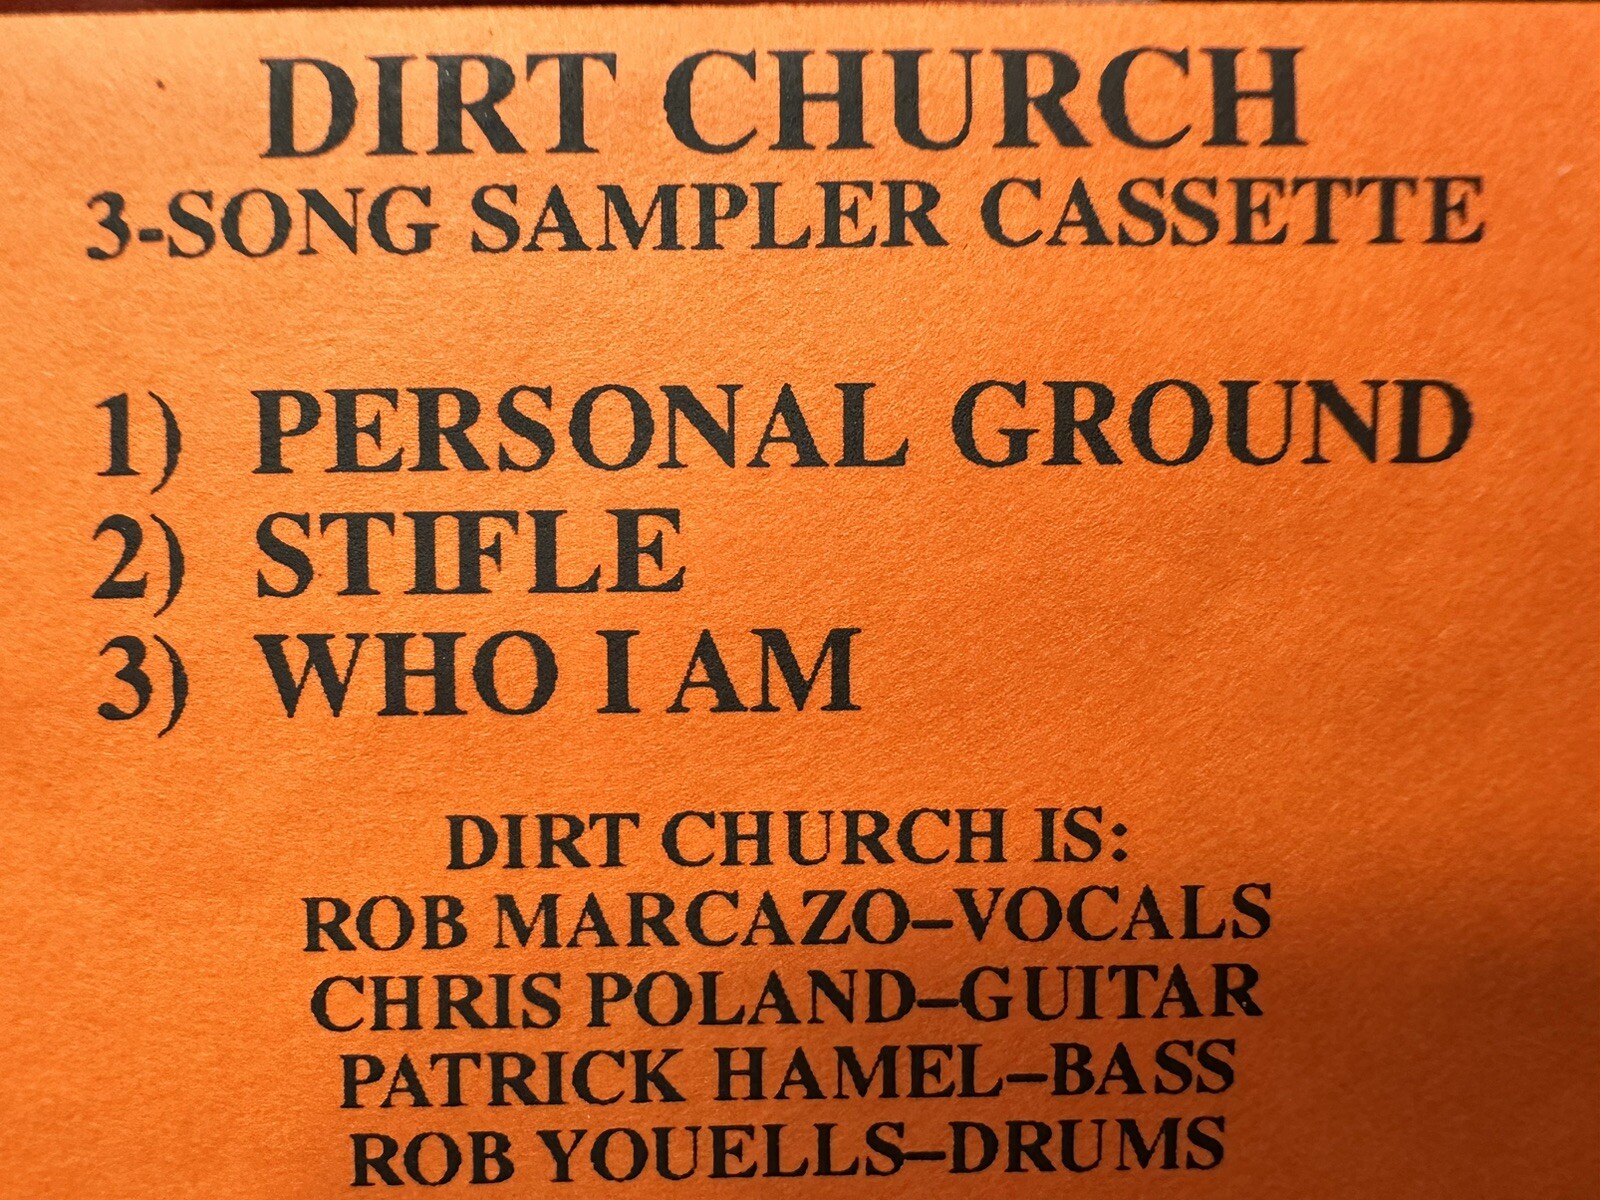 DIRT CHURCH
3-SONG SAMPLER CASSETTE
1) PERSONAL GROUND
2) STIFLE
3) WHO I AM
DIRT CHURCH IS:
ROB MARCAZO–VOCALS
CHRIS POLAND–GUITAR
PATRICK HAMEL–BASS
ROB YOUELLS–DRUMS